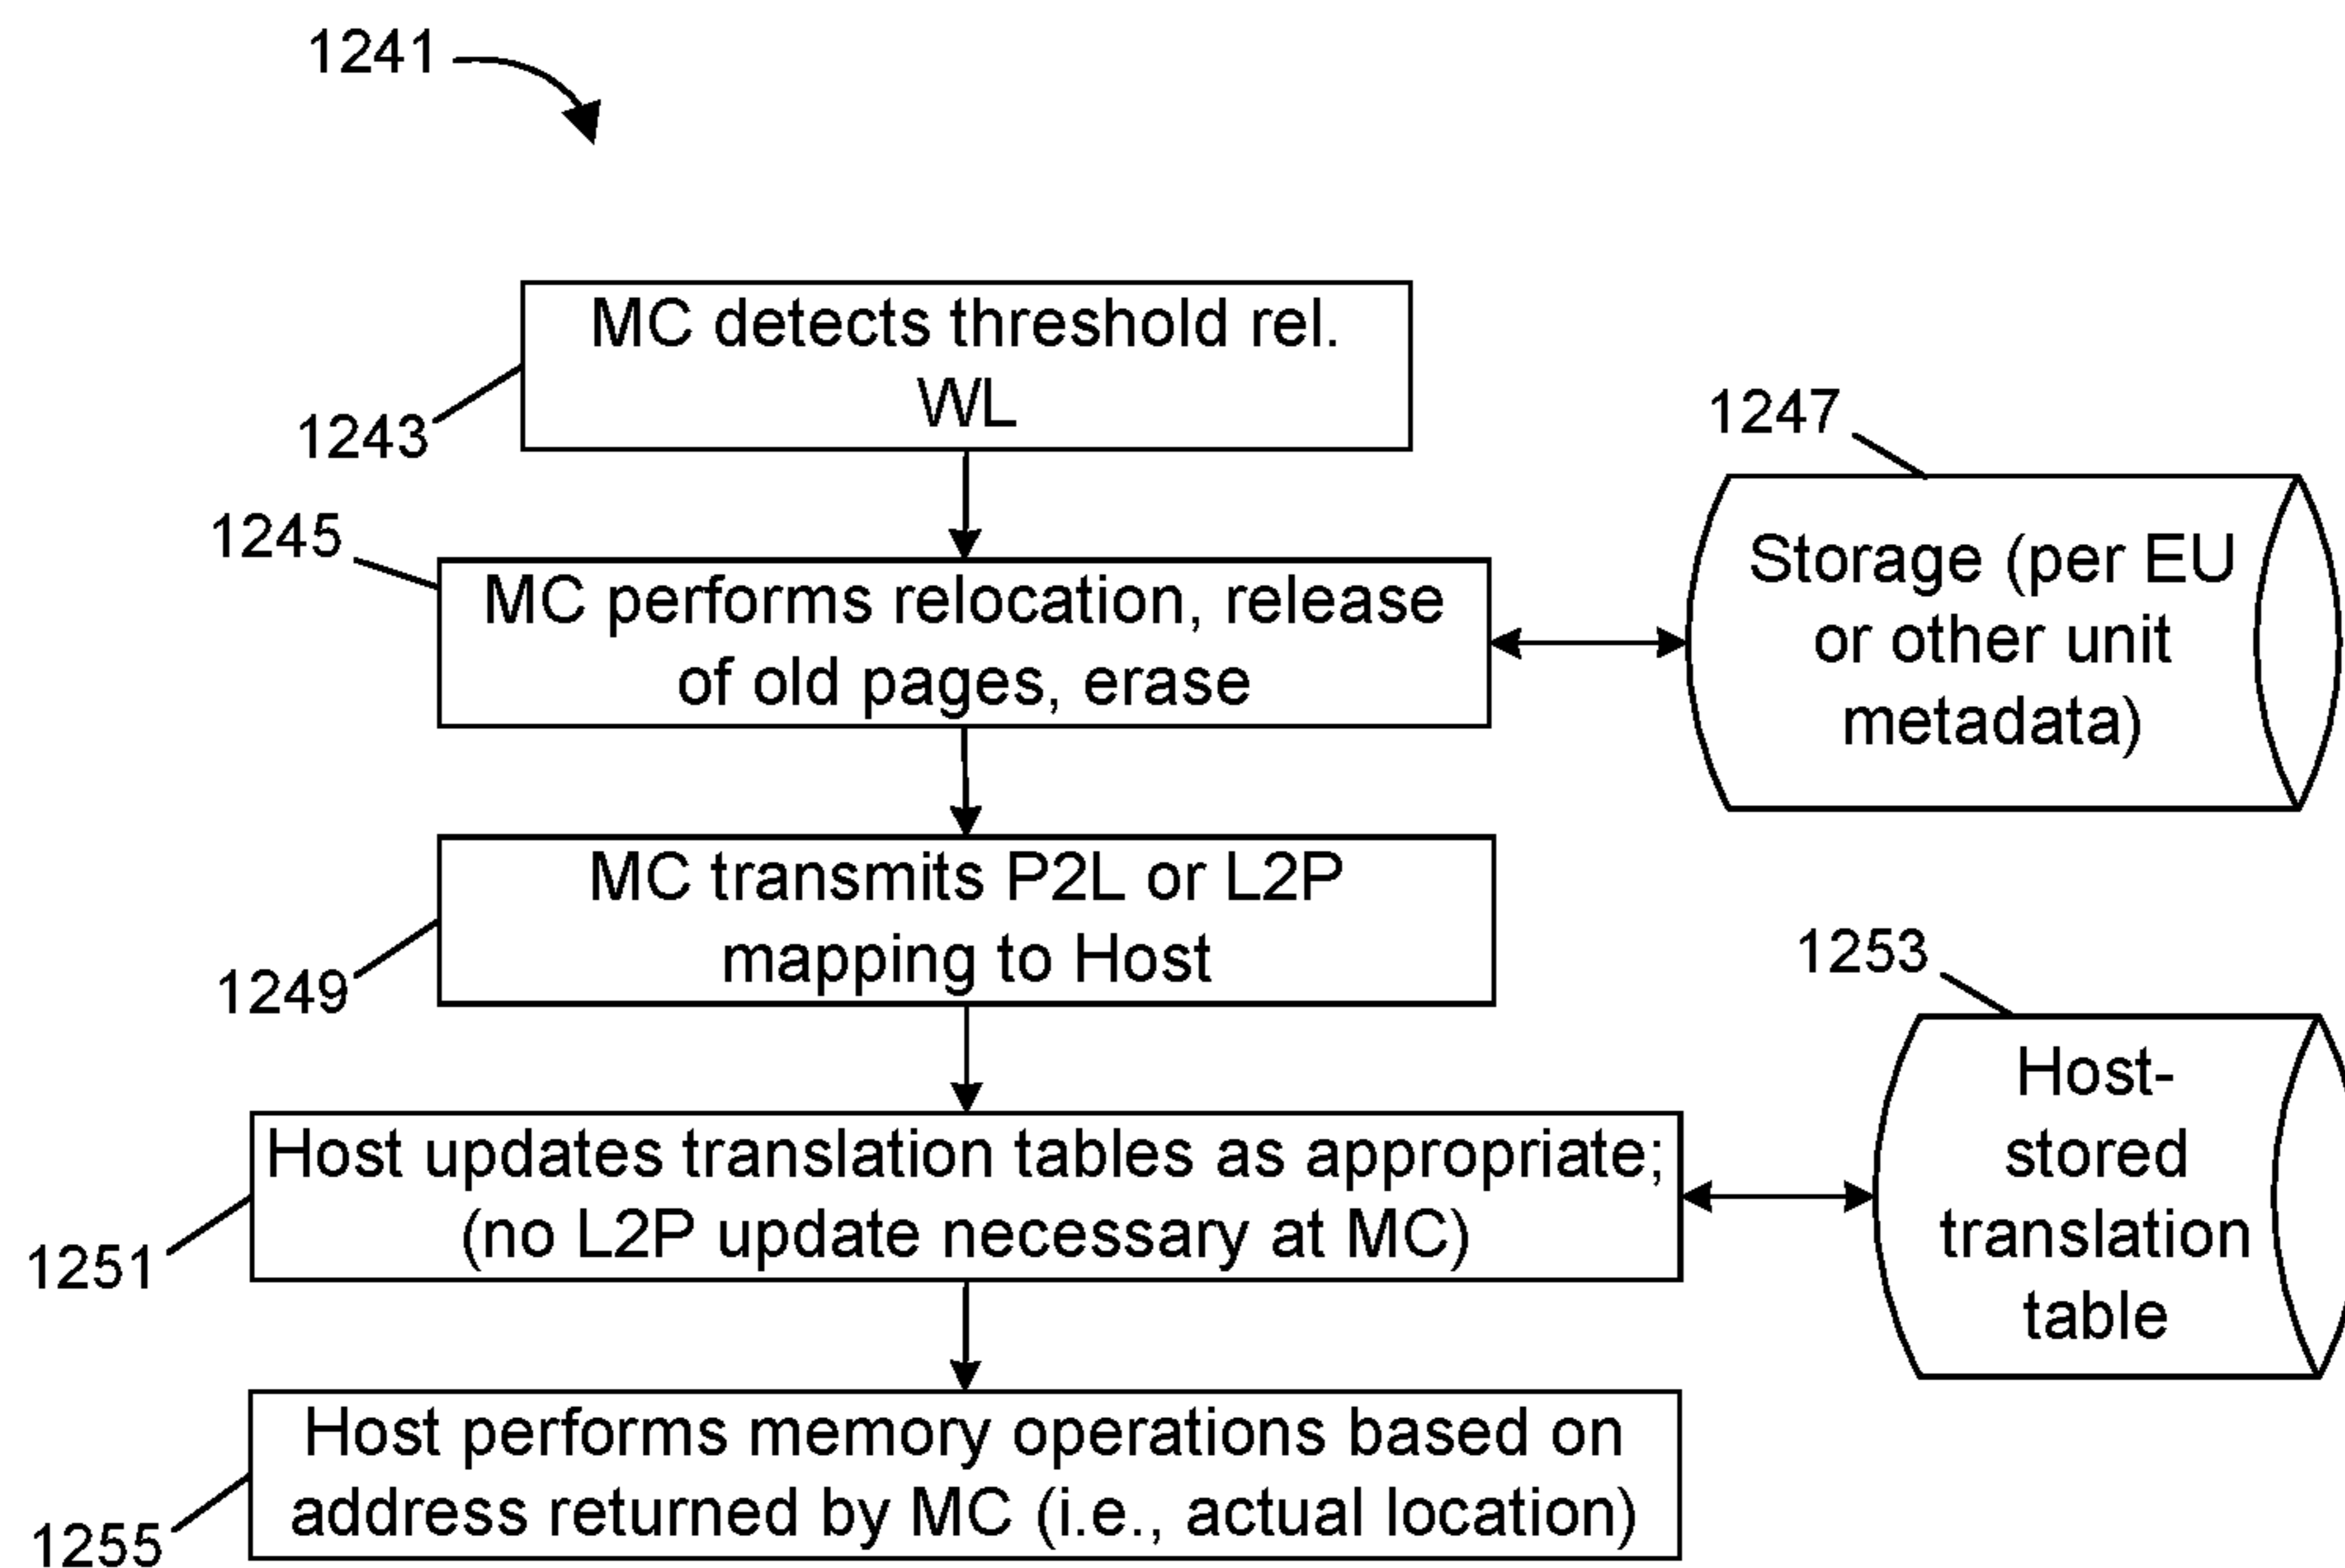 1241
MC detects threshold rel.
WL
1243
1247
1245
MC performs relocation, release
of old pages, erase
Storage (per EU
or other unit
metadata)
MC transmits P2L or L2P
mapping to Host
1249
1253
Host updates translation tables as appropriate;
(no L2P update necessary at MC)
1251
Host-
stored
translation
table
Host performs memory operations based on
address returned by MC (i.e., actual location)
1255